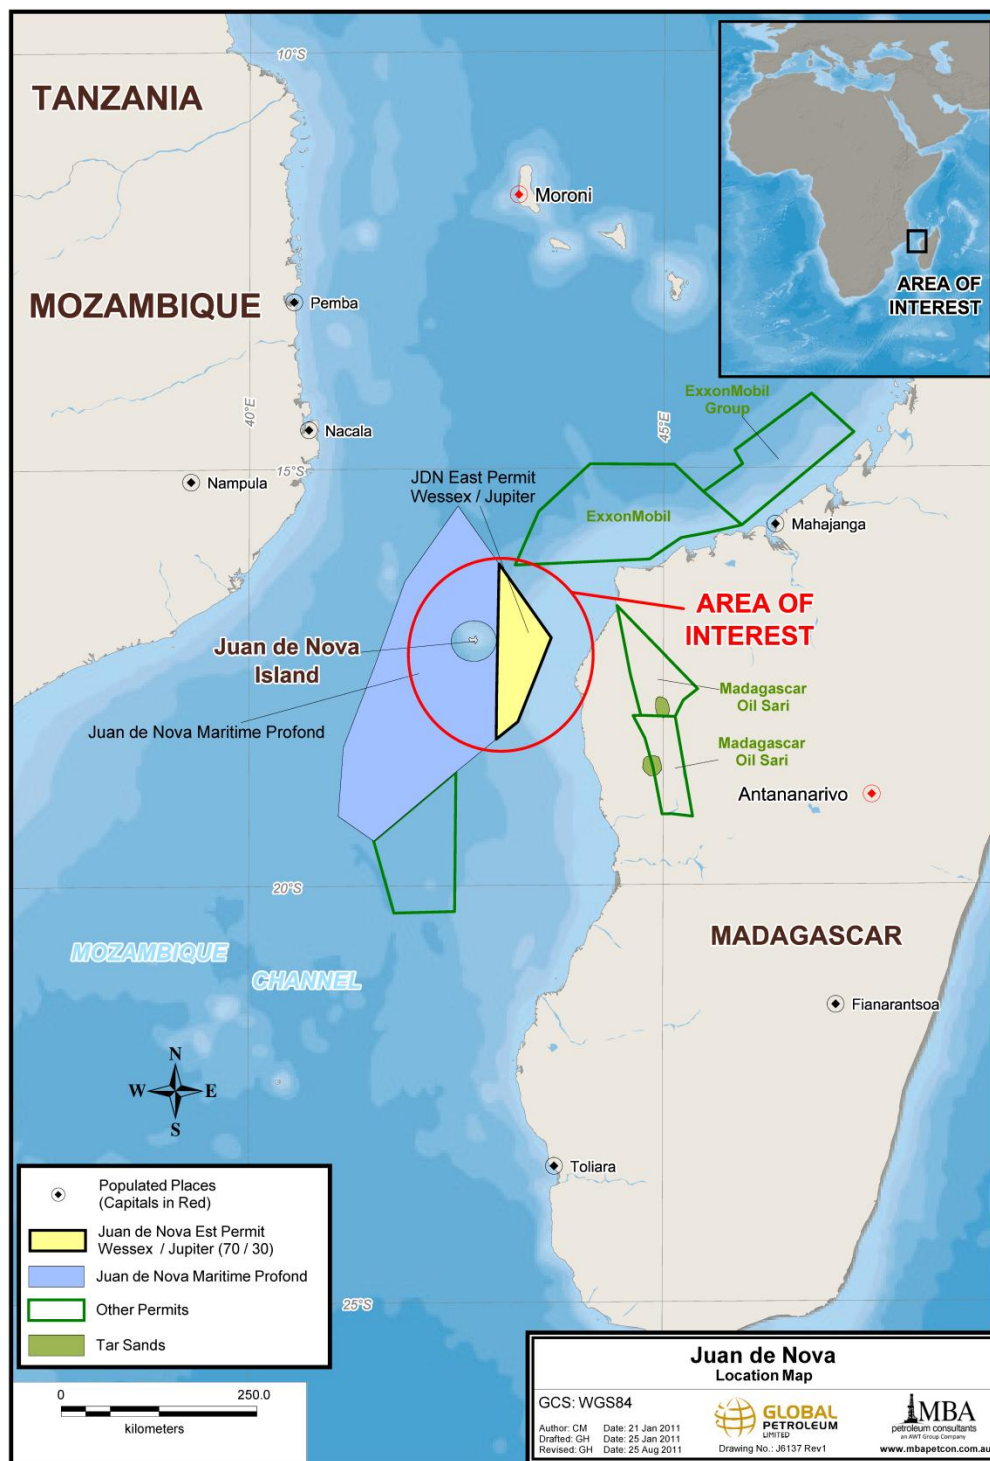 10°S
TANZANIA
Moroni
AREA OF
INTEREST
MOZAMBIQUE
Pemba
ExxonMobil
Group
40°E
45°E
Nacala
15°S
JDN East Permit
Wessex / Jupiter
Nampula
ExxonMobil
Mahajanga
AREA OF
INTEREST
Juan de Nova
Island
Madagascar
Oil Sari
Juan de Nova Maritime Profond
Madagascar
Oil Sari
Antananarivo
20°S
MOZAMBIQUE
CHANNEL
MADAGASCAR
Fianarantsoa
N
W
E
S
Toliara
Populated Places
(Capitals in Red)
Juan de Nova Est Permit
Wessex / Jupiter (70 / 30)
Juan de Nova Maritime Profond
Other Permits
Tar Sands
25°S
0 250.0
kilometers
Juan de Nova
Location Map
GCS: WGS84
Author: CM Date: 21 Jan 2011
Drafted: GH Date: 25 Jan 2011
Revised: GH Date: 25 Aug 2011
GLOBAL
PETROLEUM
LIMITED
Drawing No.: J6137 Rev1
MBA
petroleum consultants
an AWT Group Company
www.mbapetcon.com.au